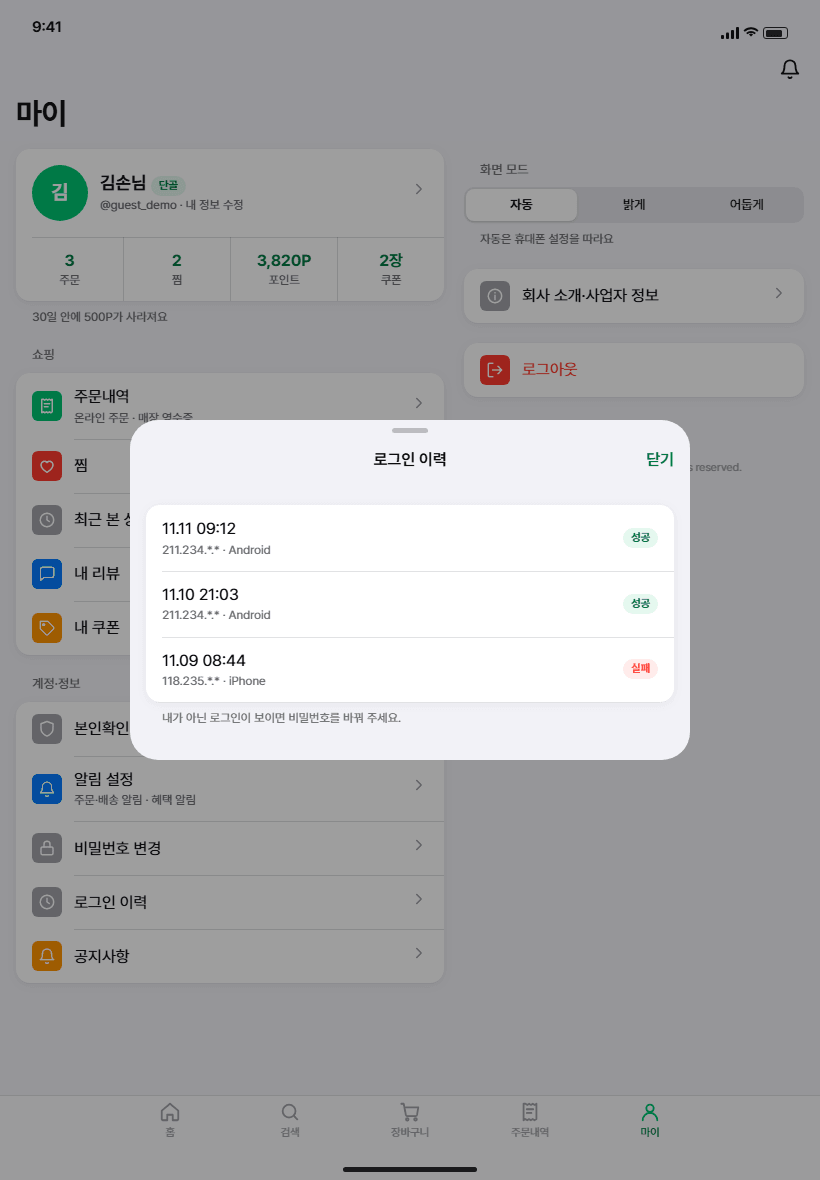 9:41
마이
김
김손님 단골
@guest_demo · 내 정보 수정
3
주문
2
찜
3,820P
포인트
2장
쿠폰
30일 안에 500P가 사라져요
쇼핑
주문내역
온라인 주문 · 매장 영수증
찜
최근 본
내 리뷰
내 쿠폰
계정·정보
본인확인
알림 설정
주문·배송 알림 · 혜택 알림
비밀번호 변경
로그인 이력
공지사항
화면 모드
자동
밝게
어둡게
자동은 휴대폰 설정을 따라요
회사 소개·사업자 정보
로그아웃
reserved.
로그인 이력
닫기
11.11 09:12
211.234.*.* · Android
성공
11.10 21:03
211.234.*.* · Android
성공
11.09 08:44
118.235.*.* · iPhone
실패
내가 아닌 로그인이 보이면 비밀번호를 바꿔 주세요.
홈
검색
장바구니
주문내역
마이